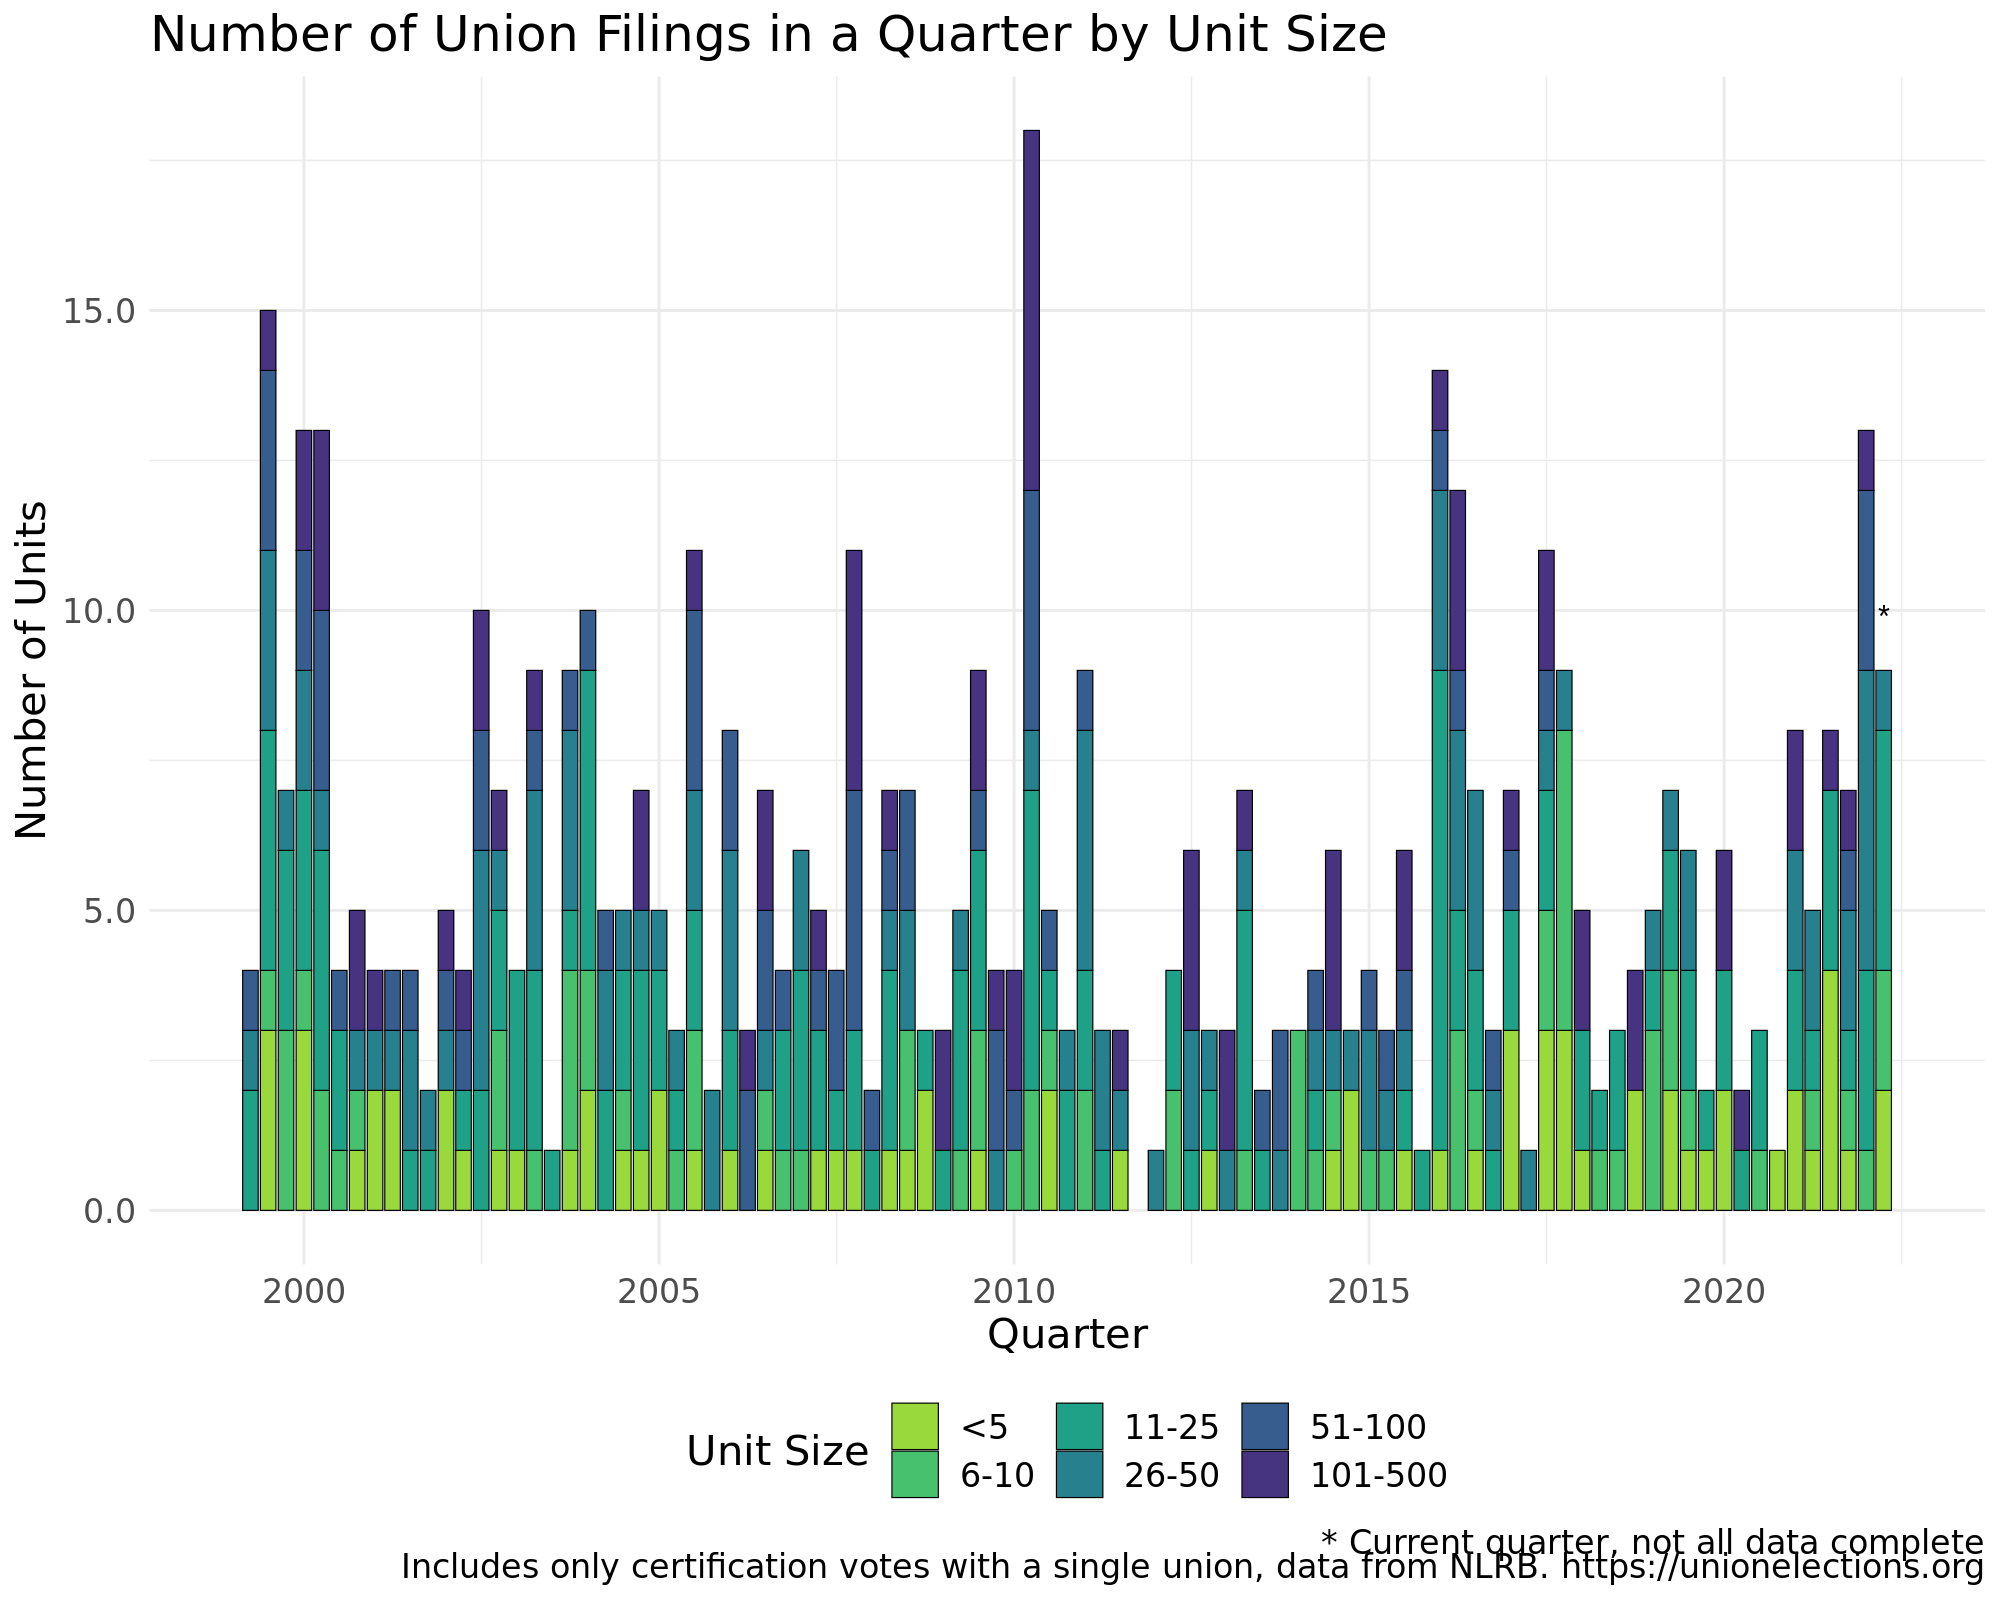 Number of Union Filings in a Quarter by Unit Size
Number of Units
15.0
10.0
5.0
0.0
*
2000 2005 2010 2015 2020
Quarter
Unit Size
<5 11-25 51-100
6-10 26-50 101-500
* Current quarter, not all data complete
Includes only certification votes with a single union, data from NLRB. https://unionelections.org